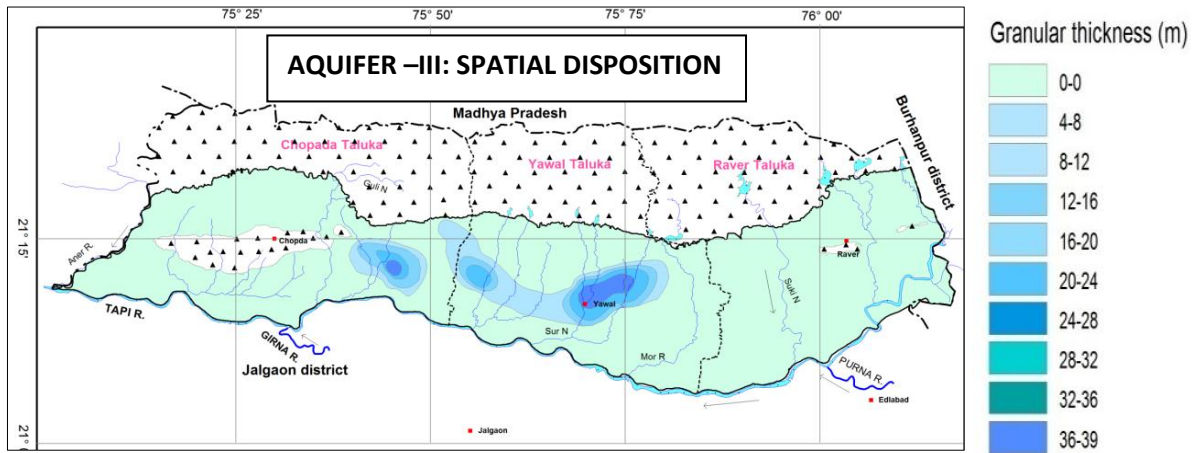 75° 25'
75° 50'
75° 75'
76° 00'
AQUIFER –III: SPATIAL DISPOSITION
Madhya Pradesh
Burhanpur district
Chopada Taluka
Yawal Taluka
Raver Taluka
Guli N
21°
15'
Aner R.
Chopda
Raver
Suki N
Yawal
TAPI R.
GIRNA R.
Sur N
Jalgaon district
Mor R
PURNA R.
Edlabad
Jalgaon
Granular thickness (m)
0-0
4-8
8-12
12-16
16-20
20-24
24-28
28-32
32-36
36-39